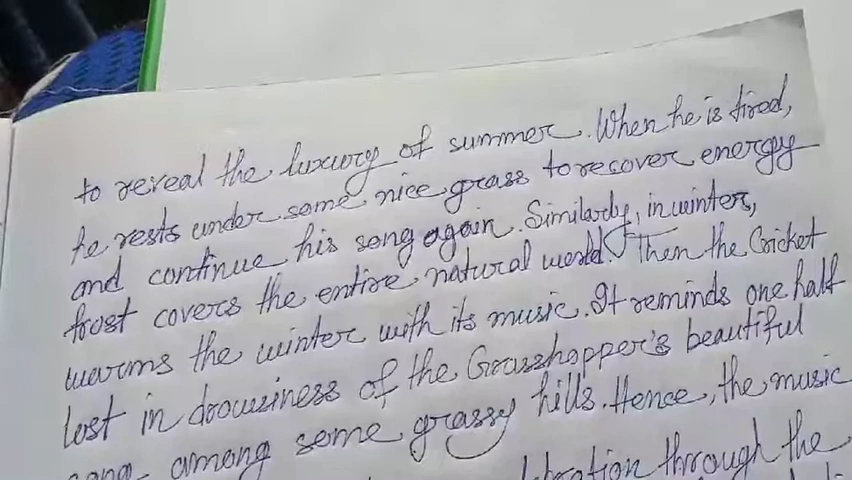 to reveal the luxury of summer. When he is tired,
he rests under some nice grass to recover energy
and continue his song again. Similarly, in winter,
frost covers the entire natural world. Then the Cricket
warms the winter with its music. It reminds one half
lost in drowsiness of the Grasshopper's beautiful
song among some grassy hills. Hence, the music
through the